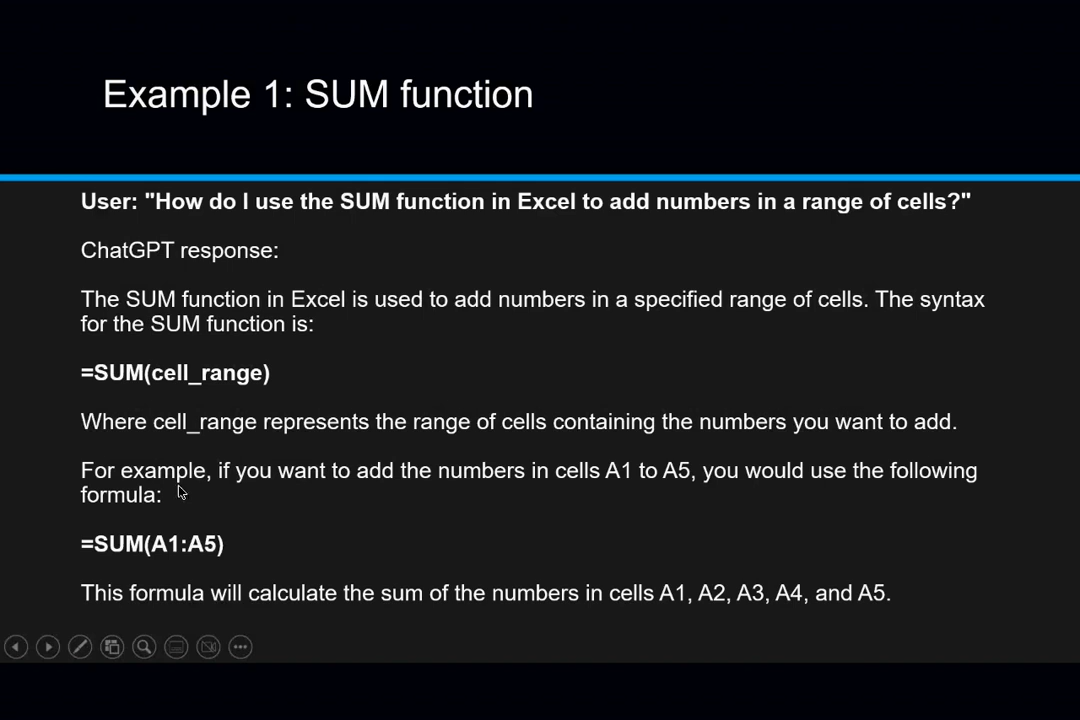 Example 1: SUM function
User: "How do I use the SUM function in Excel to add numbers in a range of cells?"
ChatGPT response:
The SUM function in Excel is used to add numbers in a specified range of cells. The syntax
for the SUM function is:
=SUM(cell_range)
Where cell_range represents the range of cells containing the numbers you want to add.
For example, if you want to add the numbers in cells A1 to A5, you would use the following
formula:
=SUM(A1:A5)
This formula will calculate the sum of the numbers in cells A1, A2, A3, A4, and A5.